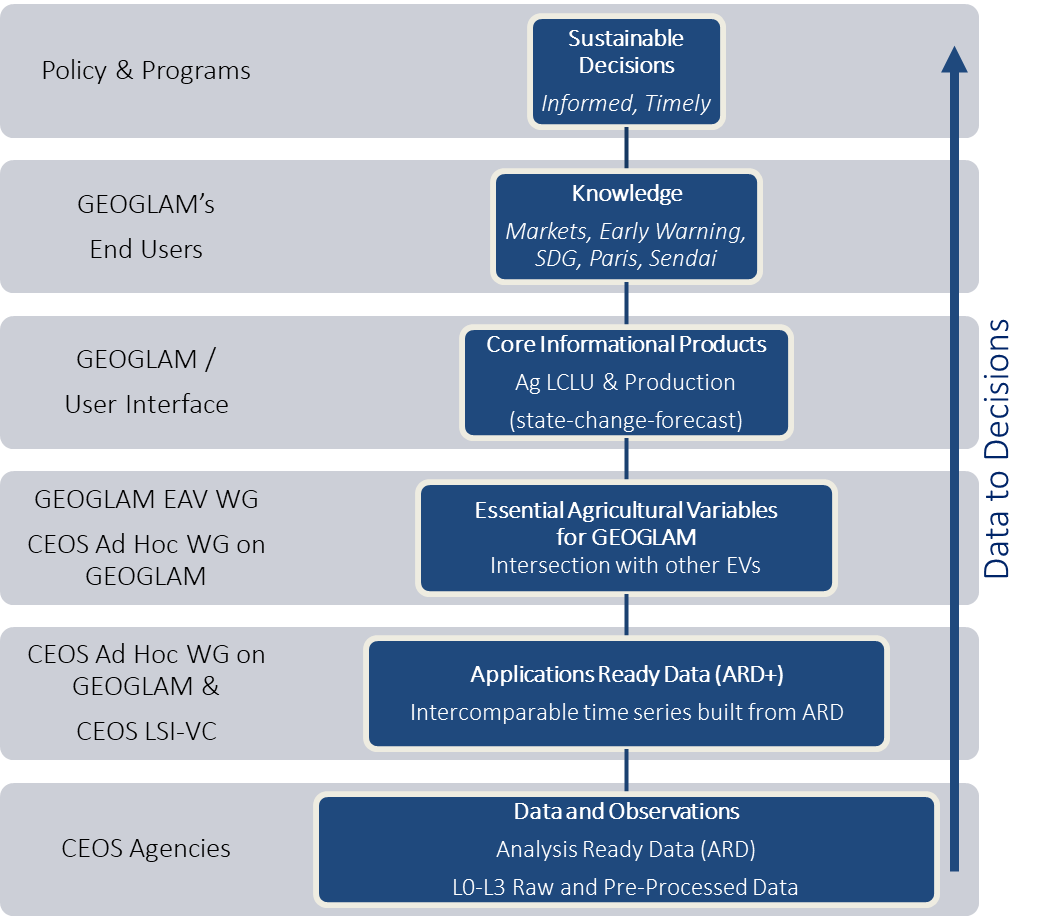 Policy & Programs
Sustainable
Decisions
Informed, Timely
GEOGLAM’s
End Users
Knowledge
Markets, Early Warning,
SDG, Paris, Sendai
GEOGLAM /
User Interface
Core Informational Products
Ag LCLU & Production
(state-change-forecast)
GEOGLAM EAV WG
CEOS Ad Hoc WG on
GEOGLAM
Essential Agricultural Variables
for GEOGLAM
Intersection with other EVs
CEOS Ad Hoc WG on
GEOGLAM &
CEOS LSI-VC
Applications Ready Data (ARD+)
Intercomparable time series built from ARD
CEOS Agencies
Data and Observations
Analysis Ready Data (ARD)
L0-L3 Raw and Pre-Processed Data
Data to Decisions